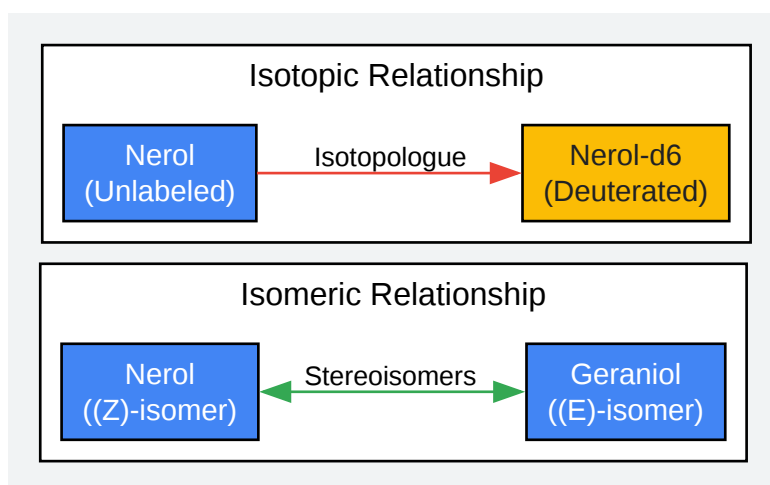 Isotopic Relationship
Nerol
(Unlabeled)
Isotopologue
Nerol-d6
(Deuterated)
Isomeric Relationship
Nerol
((Z)-isomer)
Stereoisomers
Geraniol
((E)-isomer)